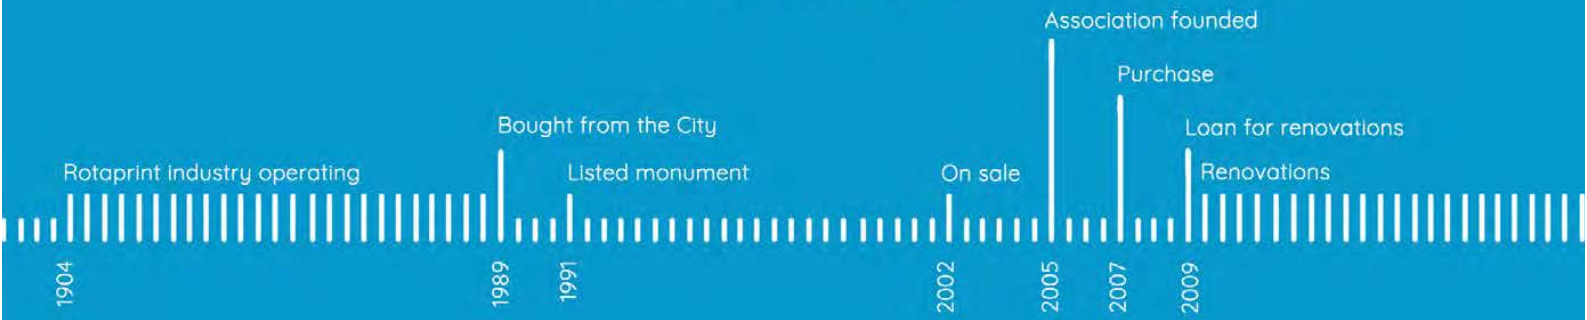 Association founded
Purchase
Bought from the City
Loan for renovations
Rotaprint industry operating
Listed monument
On sale
Renovations
1904
1989
1991
2002
2005
2007
2009